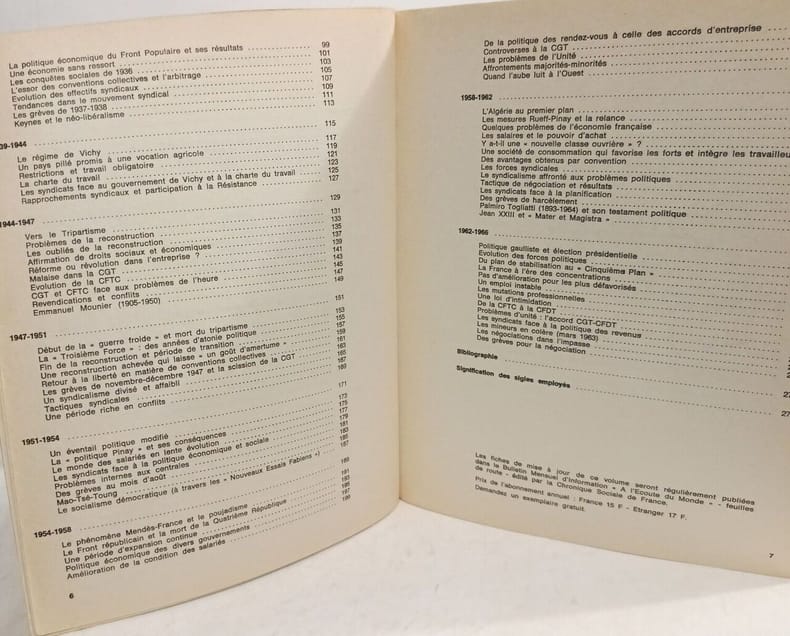 La politique économique du Front Populaire et ses résultats 99
Une économie sans ressort 101
Les conquêtes sociales de 1936 103
L'essor des conventions collectives et l'arbitrage 105
Evolution des effectifs syndicaux 107
Tendances dans le mouvement syndical 109
Les grèves de 1937-1938 111
Keynes et le néo-libéralisme 113
39-1944 115
Le régime de Vichy 117
Un pays pillé promis à une vocation agricole 119
Restrictions et travail obligatoire 121
La charte du travail 123
Les syndicats face au gouvernement de Vichy et à la charte du travail 125
Rapprochements syndicaux et participation à la Résistance 127
1944-1947 129
Vers le Tripartisme 131
Problèmes de la reconstruction 133
Les oubliés de la reconstruction 135
Affirmation de droits sociaux et économiques 137
Réforme ou révolution dans l'entreprise ? 139
Malaise dans la CGT 141
Evolution de la CFTC 143
CGT et CFTC face aux problèmes de l'heure 145
Revendications et conflits 147
Emmanuel Mounier (1905-1950) 149
1947-1951 151
Début de la « guerre froide » et mort du tripartisme 153
La « Troisième Force » : des années d'atonie politique 155
Fin de la reconstruction et période de transition 157
Une reconstruction achevée qui laisse « un goût d'amertume » 159
Retour à la liberté en matière de conventions collectives 161
Les grèves de novembre-décembre 1947 et la scission de la CGT 163
Un syndicalisme divisé et affaibli 165
Tactiques syndicales 167
Une période riche en conflits 169
1951-1954 171
Un éventail politique modifié 173
La « politique Pinay » et ses conséquences 175
Le monde des salariés en lente évolution 177
Les syndicats face à la politique économique et sociale 179
Problèmes internes aux centrales 181
Des grèves au mois d'août 183
Mao-Tsé-Toung 185
Le socialisme démocratique (à travers les « Nouveaux Essais Fabiens ») 187
1954-1958 189
Le phénomène Mendès-France et le poujadisme 191
Le Front républicain et la mort de la Quatrième République 193
Une période d'expansion continue 195
Politique économique des divers gouvernements 197
Amélioration de la condition des salariés 199
6
De la politique des rendez-vous à celle des accords d'entreprise
Controverses à la CGT
Les problèmes de l'Unité
Affrontements majorités-minorités
Quand l'aube luit à l'Ouest
1958-1962
L'Algérie au premier plan
Les mesures Rueff-Pinay et la relance
Quelques problèmes de l'économie française
Les salaires et le pouvoir d'achat
Y a-t-il une « nouvelle classe ouvrière » ?
Une société de consommation qui favorise les forts et intègre les travailleu
Des avantages obtenus par convention
Les forces syndicales
Le syndicalisme affronté aux problèmes politiques
Tactique de négociation et résultats
Les syndicats face à la planification
Des grèves de harcèlement
Palmiro Togliatti (1893-1964) et son testament politique
Jean XXIII et « Mater et Magistra »
1962-1966
Politique gaulliste et élection présidentielle
Evolution des forces politiques
Du plan de stabilisation au « Cinquième Plan »
La France à l'ère des concentrations
Pas d'amélioration pour les plus défavorisés
Un emploi instable
Les mutations professionnelles
Une loi d'intimidation
De la CFTC à la CFDT
Problèmes d'unité : l'accord CGT-CFDT
Les syndicats face à la politique des revenus
Les mineurs en colère (mars 1963)
Les négociations dans l'impasse
Des grèves pour la négociation
Bibliographie 27
Signification des sigles employés 27
Les fiches de mise à jour de ce volume seront régulièrement publiées
dans le Bulletin Mensuel d'Information « A l'Ecoute du Monde » - feuilles
de route - édité par la Chronique Sociale de France.
Prix de l'abonnement annuel : France 15 F - Etranger 17 F.
Demandez un exemplaire gratuit.
7